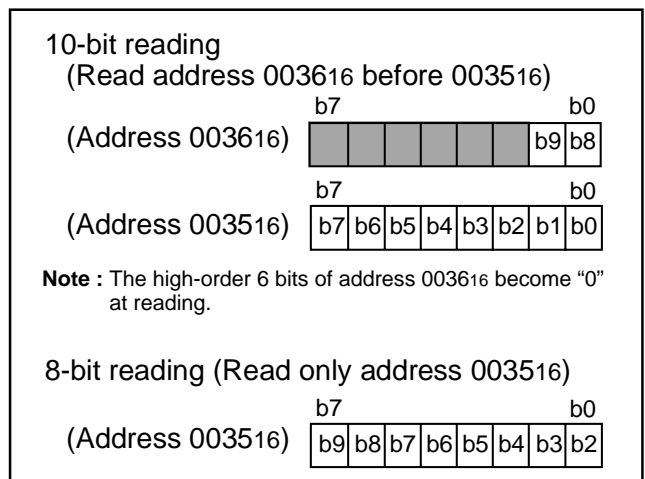 10-bit reading
(Read address 003616 before 003516)
b7 b0
(Address 003616) b9 b8
b7 b0
(Address 003516) b7 b6 b5 b4 b3 b2 b1 b0
Note : The high-order 6 bits of address 003616 become “0”
at reading.
8-bit reading (Read only address 003516)
b7 b0
(Address 003516) b9 b8 b7 b6 b5 b4 b3 b2